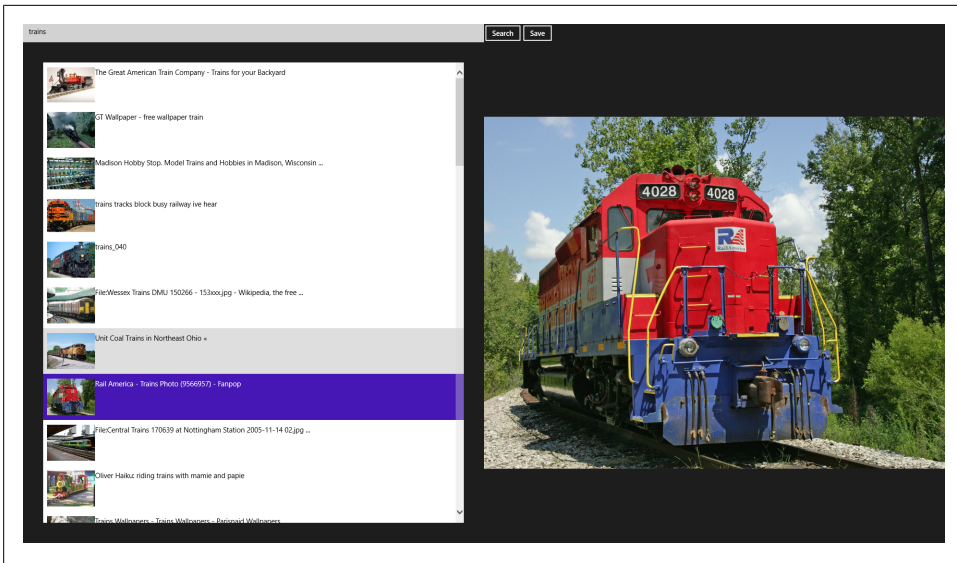 trains
Search
Save
The Great American Train Company - Trains for your Backyard
GT Wallpaper - free wallpaper train
Madison Hobby Stop. Model Trains and Hobbies in Madison, Wisconsin ...
trains tracks block busy railway ive hear
trains_040
File:Wessex Trains DMU 150266 - 153xxx.jpg - Wikipedia, the free ...
Unit Coal Trains in Northeast Ohio «
Rail America - Trains Photo (9566957) - Fanpop
File:Central Trains 170639 at Nottingham Station 2005-11-14 02.jpg ...
Oliver Haiku: riding trains with mamie and papie
Trains Wallpapers - Trains Wallpapers - Parisnaid Wallpapers
4028 4028
RailAmerica